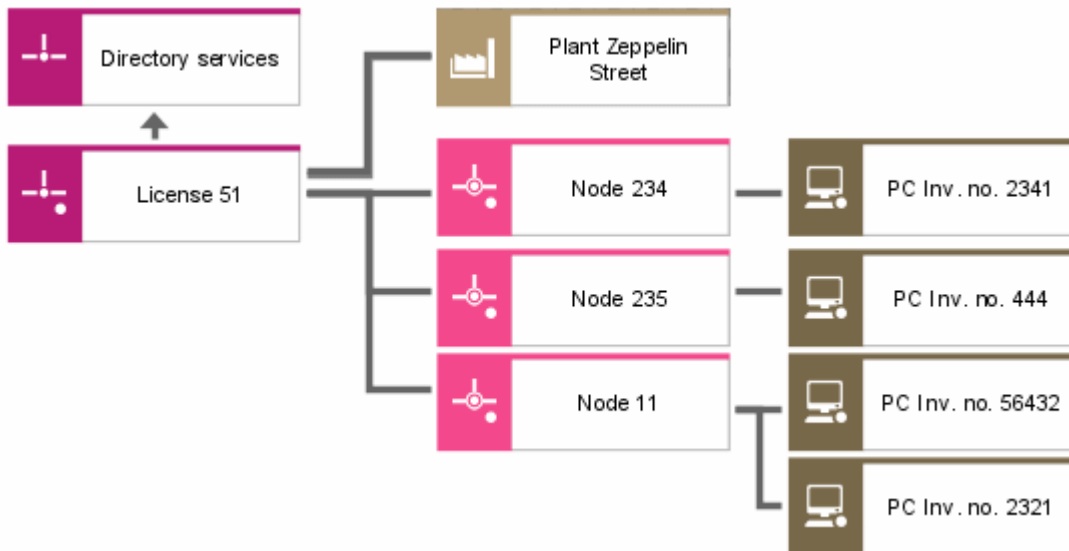 Directory services
Plant Zeppelin
Street
License 51
Node 234
PC Inv. no. 2341
Node 235
PC Inv. no. 444
Node 11
PC Inv. no. 56432
PC Inv. no. 2321